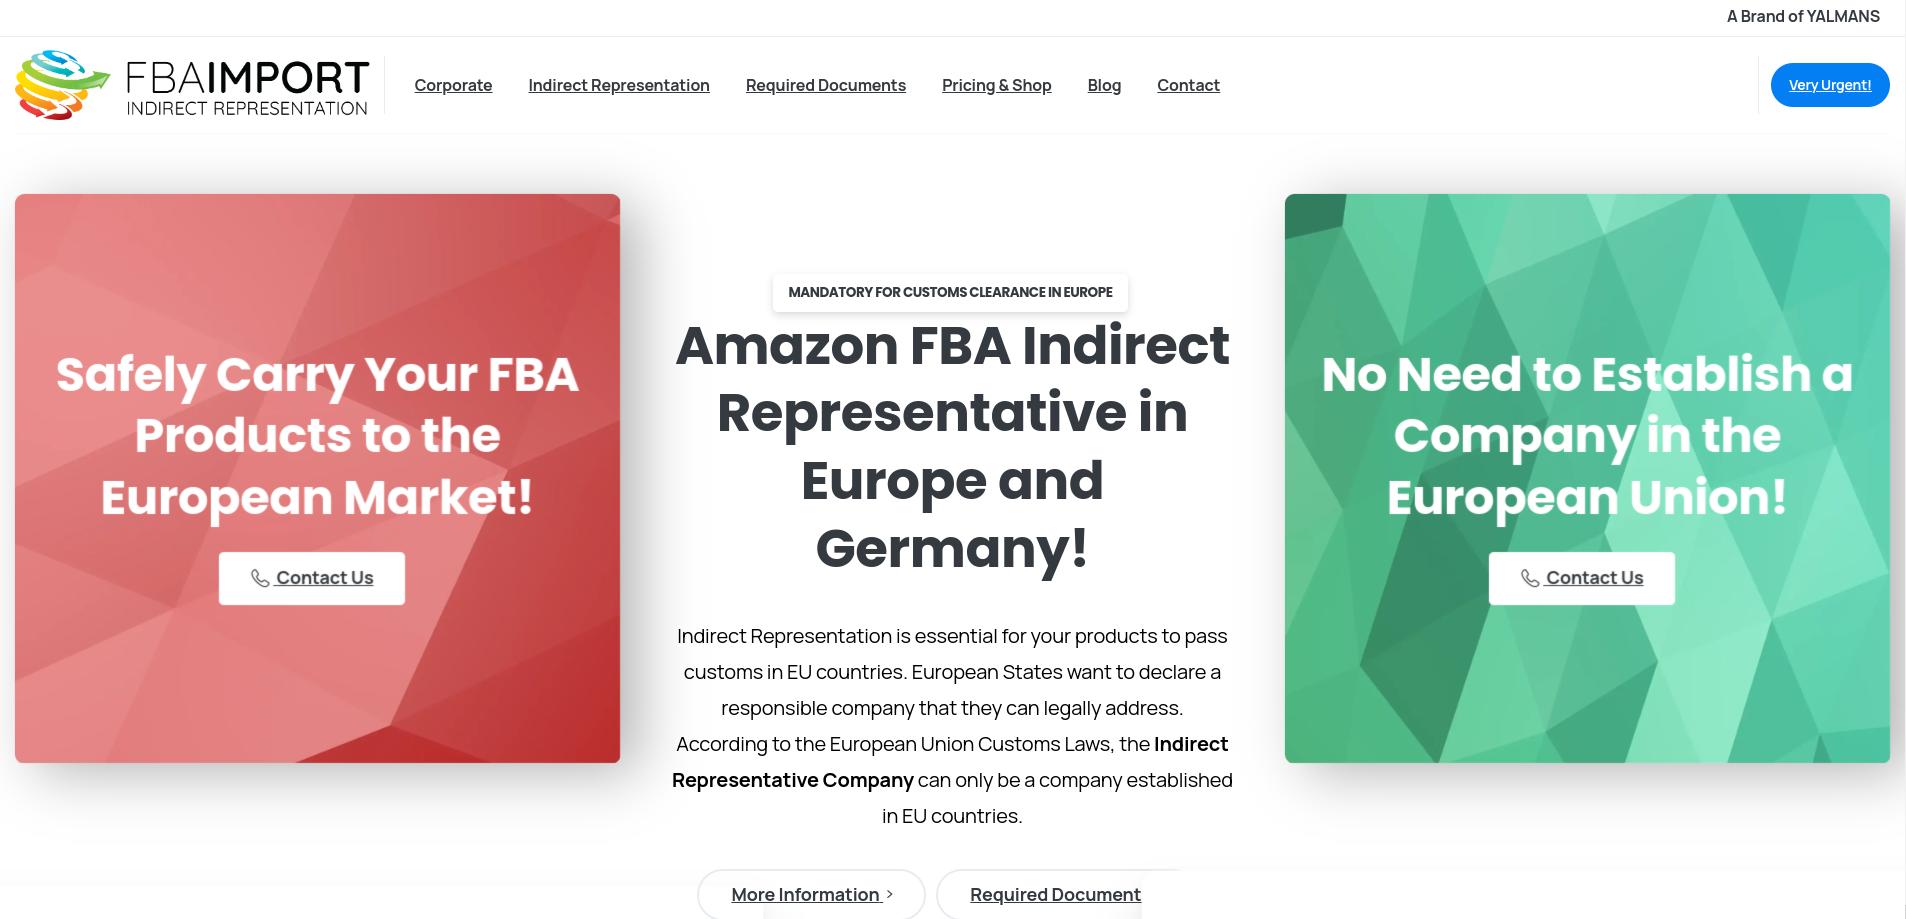 A Brand of YALMANS
FBAIMPORT
INDIRECT REPRESENTATION
Corporate
Indirect Representation
Required Documents
Pricing & Shop
Blog
Contact
Very Urgent!
Safely Carry Your FBA
Products to the
European Market!
Contact Us
MANDATORY FOR CUSTOMS CLEARANCE IN EUROPE
Amazon FBA Indirect
Representative in
Europe and
Germany!
Indirect Representation is essential for your products to pass
customs in EU countries. European States want to declare a
responsible company that they can legally address.
According to the European Union Customs Laws, the Indirect
Representative Company can only be a company established
in EU countries.
More Information >
Required Document
No Need to Establish a
Company in the
European Union!
Contact Us